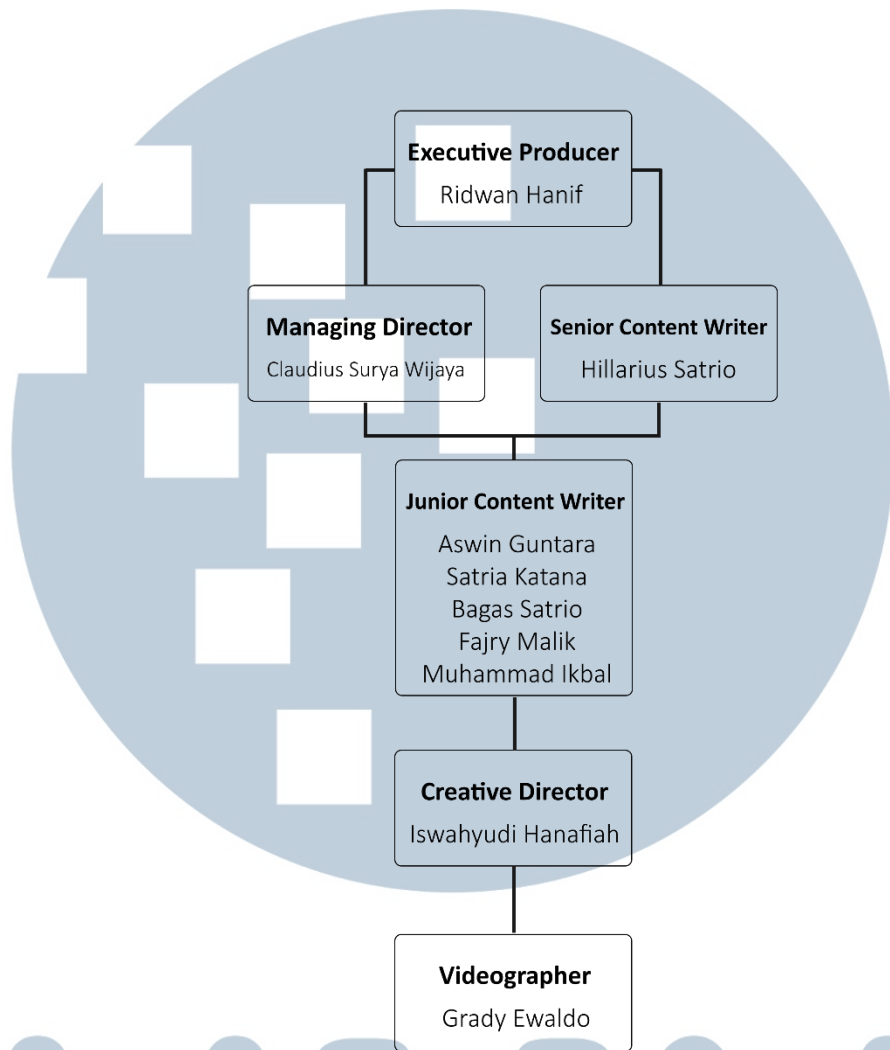 Executive Producer
Ridwan Hanif
Managing Director
Claudius Surya Wijaya
Senior Content Writer
Hillarius Satrio
Junior Content Writer
Aswin Guntara
Satria Katana
Bagas Satrio
Fajry Malik
Muhammad Ikbal
Creative Director
Iswahyudi Hanafiah
Videographer
Grady Ewaldo